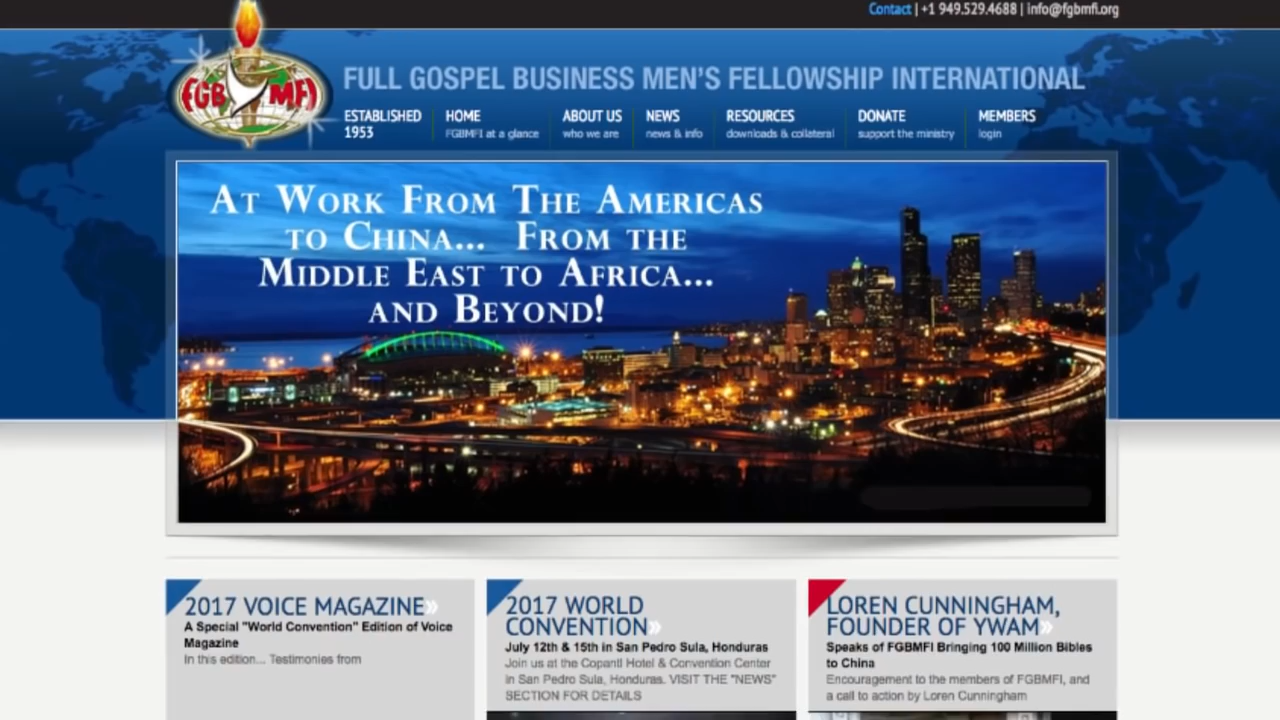 Contact | +1 949.529.4688 | info@fgbmfi.org
FGB MFI
FULL GOSPEL BUSINESS MEN'S FELLOWSHIP INTERNATIONAL
ESTABLISHED
1953
HOME
FGBMFI at a glance
ABOUT US
who we are
NEWS
news & info
RESOURCES
downloads & collateral
DONATE
support the ministry
MEMBERS
login
AT WORK FROM THE AMERICAS
TO CHINA... FROM THE
MIDDLE EAST TO AFRICA...
AND BEYOND!
2017 VOICE MAGAZINE»
A Special "World Convention" Edition of Voice
Magazine
In this edition... Testimonies from
2017 WORLD
CONVENTION»
July 12th & 15th in San Pedro Sula, Honduras
Join us at the Copantl Hotel & Convention Center
in San Pedro Sula, Honduras. VISIT THE "NEWS"
SECTION FOR DETAILS
LOREN CUNNINGHAM,
FOUNDER OF YWAM»
Speaks of FGBMFI Bringing 100 Million Bibles
to China
Encouragement to the members of FGBMFI, and
a call to action by Loren Cunningham